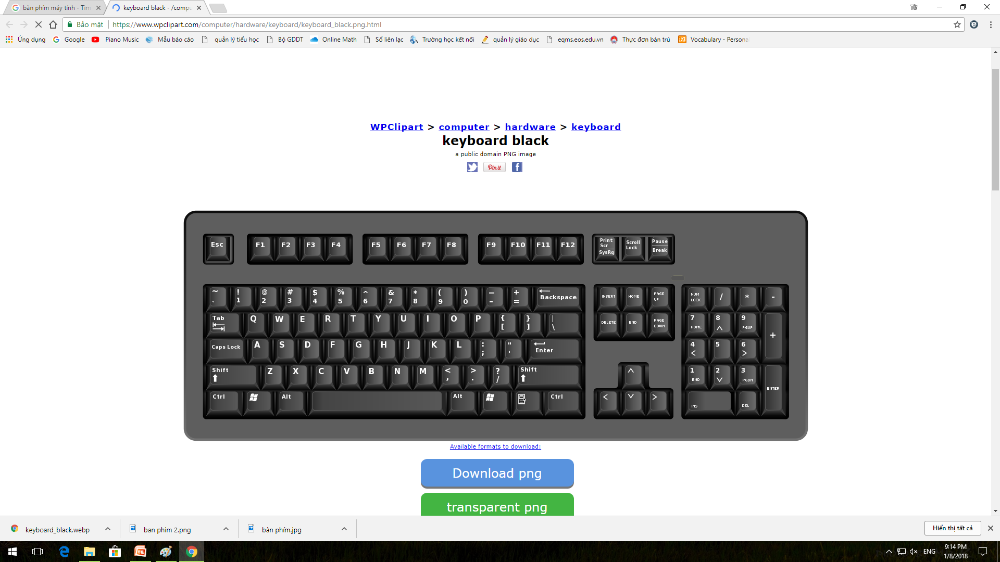 bàn phím máy tính - Tìm
keyboard black - /compu
Bảo mật
https://www.wpclipart.com/computer/hardware/keyboard/keyboard_black.png.html
Ứng dụng Google Piano Music Mẫu báo cáo quản lý tiểu học Bộ GDDT Online Math Sổ liên lạc Trường học kết nối quản lý giáo dục eqms.eos.edu.vn Thực đơn bán trú Vocabulary - Persona
WPClipart > computer > hardware > keyboard
keyboard black
a public domain PNG image
Pin it
Esc F1 F2 F3 F4 F5 F6 F7 F8 F9 F10 F11 F12 Print Scr SysRq Scroll Lock Pause Break
~ ` ! 1 @ 2 # 3 $ 4 % 5 ^ 6 & 7 * 8 ( 9 ) 0 _ - + = Backspace INSERT HOME PAGE UP NUM LOCK / * -
Tab Q W E R T Y U I O P { [ } ] | \ DELETE END PAGE DOWN 7 HOME 8 9 PGUP +
Caps Lock A S D F G H J K L : ; " ' Enter 4 < 5 6 >
Shift Z X C V B N M < , > . ? / Shift 1 END 2 3 PGDN ENTER
Ctrl Alt Alt Ctrl INS DEL
Available formats to download:
Download png
transparent png
keyboard_black.webp
ban phim 2.png
bàn phím.jpg
Hiển thị tất cả
ENG
9:14 PM
1/8/2018